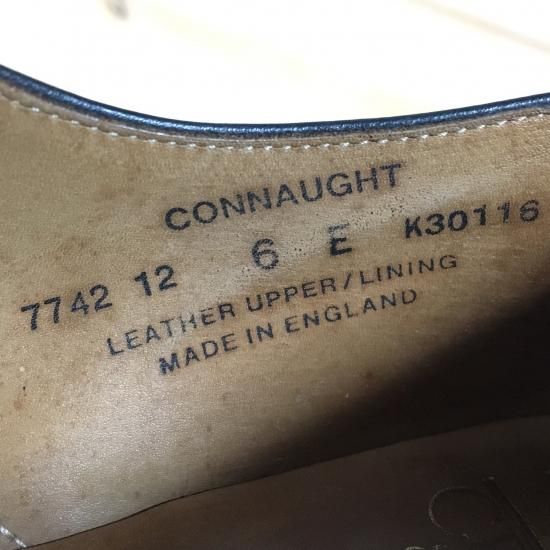 CONNAUGHT
7742 12 6 E K30116
LEATHER UPPER/LINING
MADE IN ENGLAND